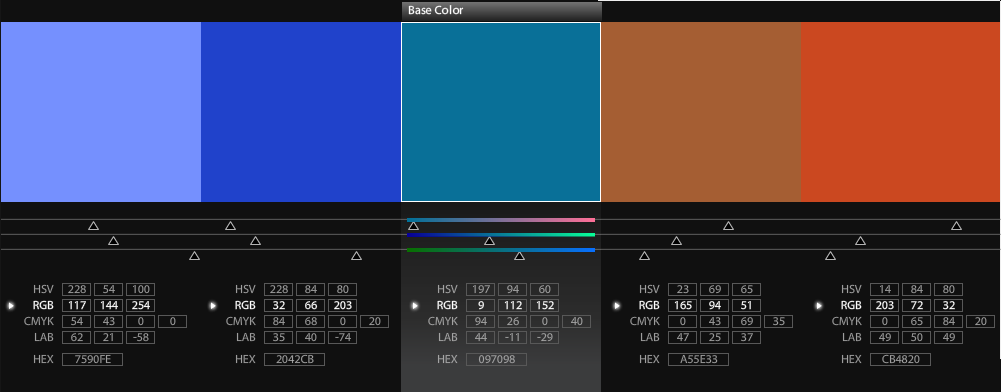 Base Color
HSV 228 54 100 HSV 228 84 80 HSV 197 94 60 HSV 23 69 65 HSV 14 84 80
RGB 117 144 254 RGB 32 66 203 RGB 9 112 152 RGB 165 94 51 RGB 203 72 32
CMYK 54 43 0 0 CMYK 84 68 0 20 CMYK 94 26 0 40 CMYK 0 43 69 35 CMYK 0 65 84 20
LAB 62 21 -58 LAB 35 40 -74 LAB 44 -11 -29 LAB 47 25 37 LAB 49 50 49
HEX 7590FE HEX 2042CB HEX 097098 HEX A55E33 HEX CB4820